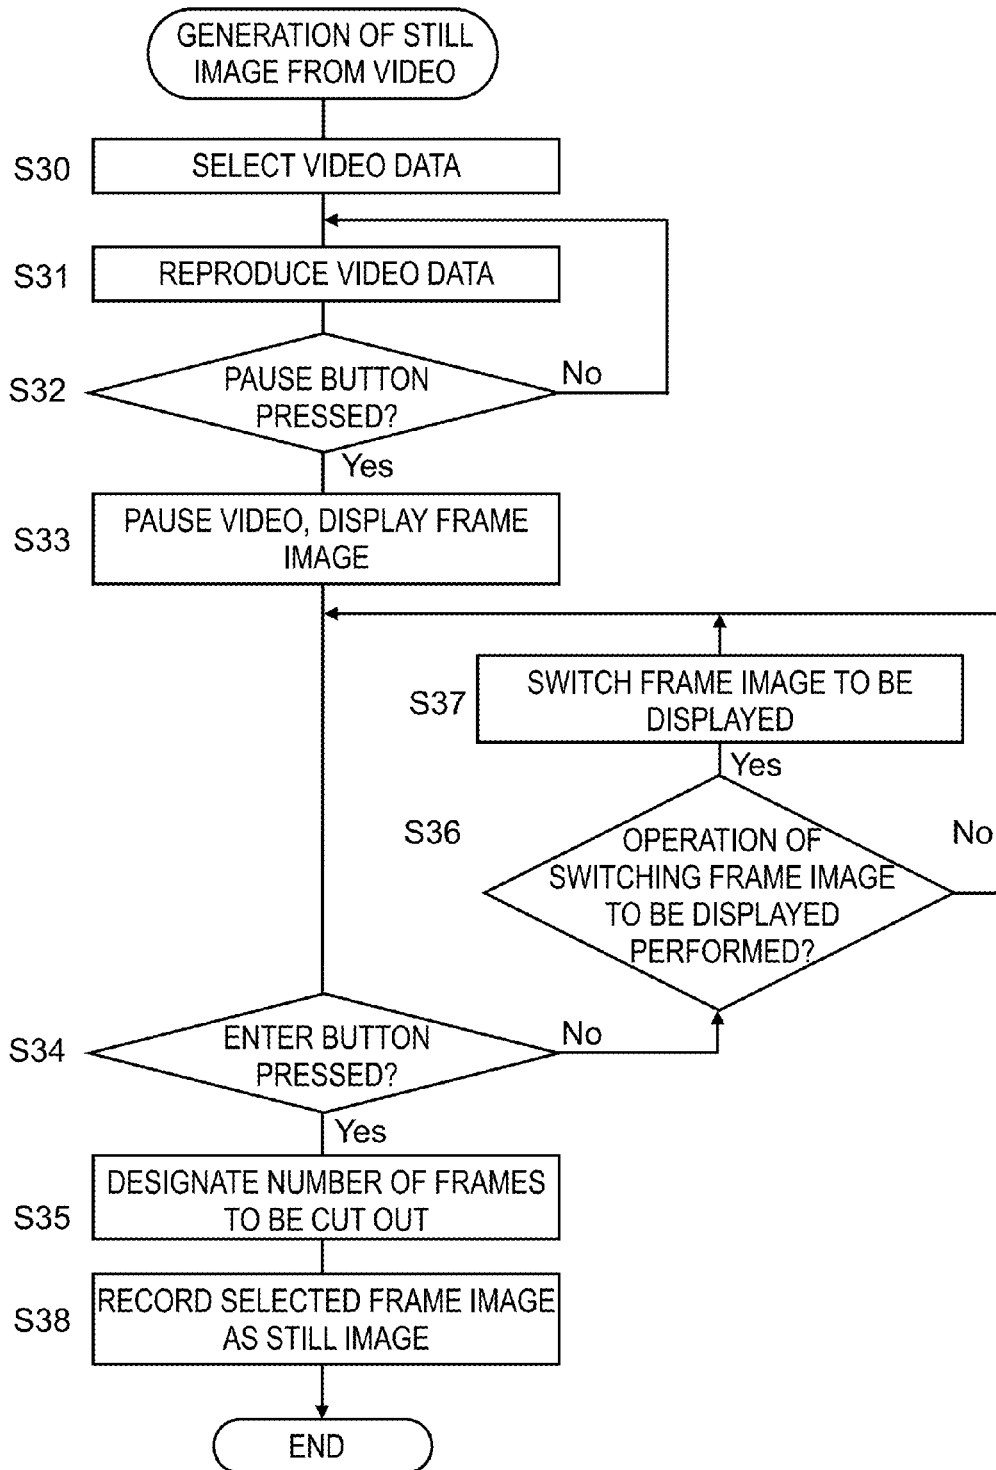 GENERATION OF STILL
IMAGE FROM VIDEO
S30
SELECT VIDEO DATA
S31
REPRODUCE VIDEO DATA
S32
PAUSE BUTTON
PRESSED?
No
Yes
S33
PAUSE VIDEO, DISPLAY FRAME
IMAGE
S37
SWITCH FRAME IMAGE TO BE
DISPLAYED
Yes
S36
OPERATION OF
SWITCHING FRAME IMAGE
TO BE DISPLAYED
PERFORMED?
No
S34
ENTER BUTTON
PRESSED?
No
Yes
S35
DESIGNATE NUMBER OF FRAMES
TO BE CUT OUT
S38
RECORD SELECTED FRAME IMAGE
AS STILL IMAGE
END